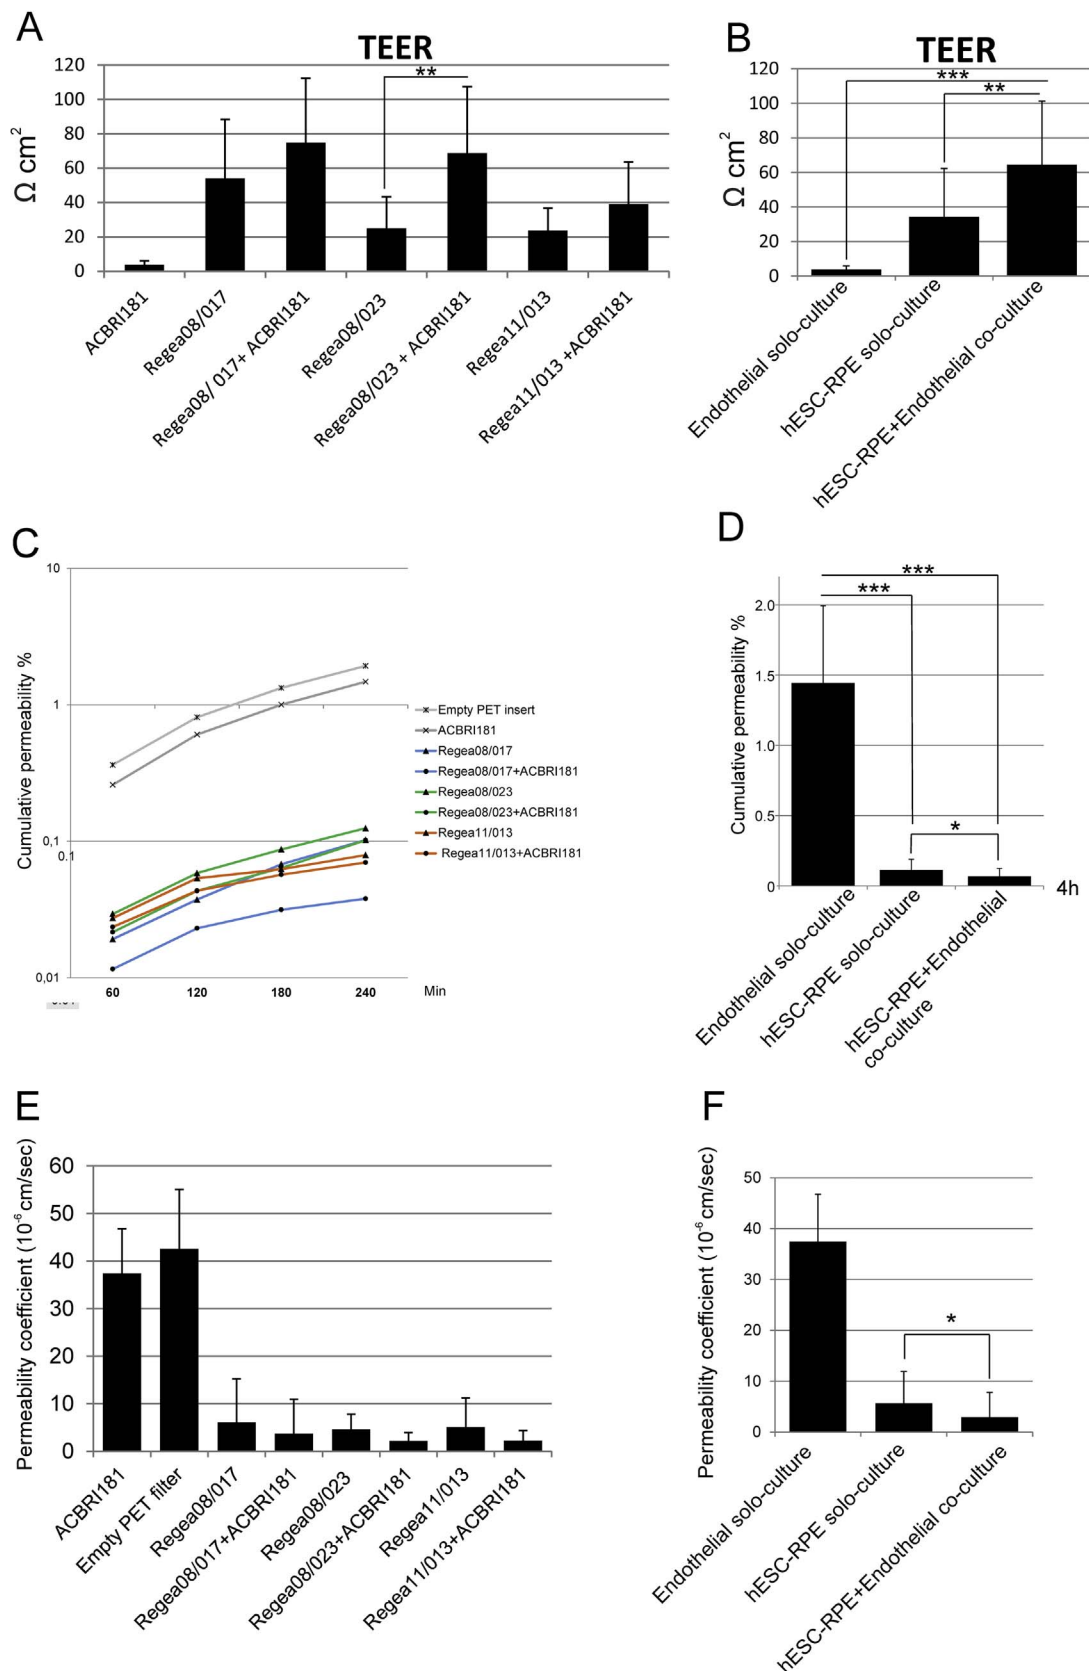 A
TEER
**
120
100
80
60
40
20
0
Ω cm2
ACBRI181
Regea08/017
Regea08/ 017+ ACBRI181
Regea08/023
Regea08/023 + ACBRI181
Regea11/013
Regea11/013 +ACBRI181
B
TEER
***
**
120
100
80
60
40
20
0
Ω cm2
Endothelial solo-culture
hESC-RPE solo-culture
hESC-RPE+Endothelial co-culture
C
Cumulative permeability %
10
1
0,1
0.1
0,01
60 120 180 240 Min
Empty PET insert
ACBRI181
Regea08/017
Regea08/017+ACBRI181
Regea08/023
Regea08/023+ACBRI181
Regea11/013
Regea11/013+ACBRI181
D
***
***
*
Cumulative permeability %
2.0
1.5
1.0
0.5
0
4h
Endothelial solo-culture
hESC-RPE solo-culture
hESC-RPE+Endothelial
co-culture
E
Permeability coefficient (10-6 cm/sec)
60
50
40
30
20
10
0
ACBRI181
Empty PET filter
Regea08/017
Regea08/017+ACBRI181
Regea08/023
Regea08/023+ACBRI181
Regea11/013
Regea11/013+ACBRI181
F
Permeability coefficient (10-6 cm/sec)
50
40
30
20
10
0
*
Endothelial solo-culture
hESC-RPE solo-culture
hESC-RPE+Endothelial co-culture